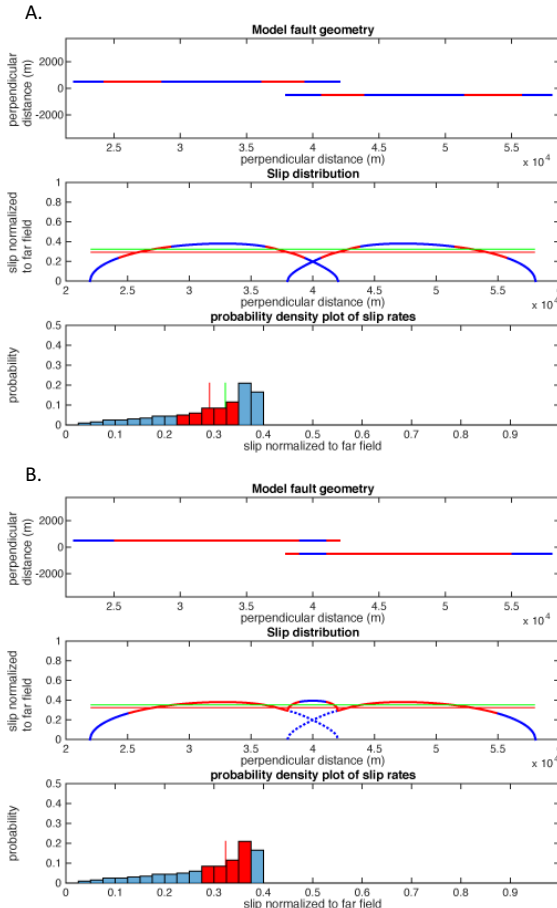 A.
Model fault geometry
perpendicular
distance (m)
2000
0
-2000
2.5 3 3.5 4 4.5 5 5.5
perpendicular distance (m)
x 10^4
Slip distribution
slip normalized
to far field
1
0.8
0.6
0.4
0.2
0
2 2.5 3 3.5 4 4.5 5 5.5
perpendicular distance (m)
x 10^4
probability density plot of slip rates
probability
0.5
0.4
0.3
0.2
0.1
0
0 0.1 0.2 0.3 0.4 0.5 0.6 0.7 0.8 0.9
slip normalized to far field
B.
Model fault geometry
perpendicular
distance (m)
2000
0
-2000
2.5 3 3.5 4 4.5 5 5.5
perpendicular distance (m)
x 10^4
Slip distribution
slip normalized
to far field
1
0.8
0.6
0.4
0.2
0
2 2.5 3 3.5 4 4.5 5 5.5
perpendicular distance (m)
x 10^4
probability density plot of slip rates
probability
0.5
0.4
0.3
0.2
0.1
0
0 0.1 0.2 0.3 0.4 0.5 0.6 0.7 0.8 0.9
slip normalized to far field